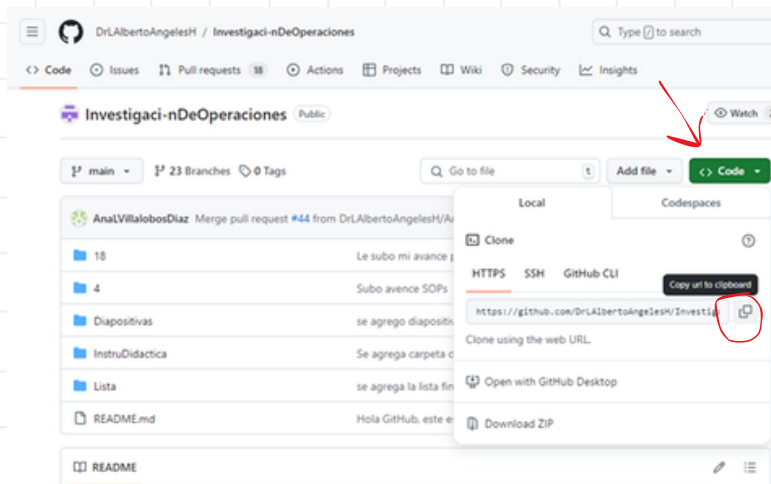 DrLAlbertoAngelesH / Investigaci-nDeOperaciones
Type / to search
Code Issues Pull requests 18 Actions Projects Wiki Security Insights
Investigaci-nDeOperaciones Public
Watch
main 23 Branches 0 Tags Go to file t Add file Code
Local Codespaces
AnaLVillalobosDiaz Merge pull request #44 from DrLAlbertoAngelesH/
Clone
18 Le subo mi avance
HTTPS SSH GitHub CLI
Copy url to clipboard
4 Subo avence SOPs
https://github.com/DrLAlbertoAngelesH/Investig
Diapositivas se agrego
Clone using the web URL.
InstruDidactica Se agrega carpeta
Open with GitHub Desktop
Lista se agrega la lista
README.md Hola GitHub, este
Download ZIP
README